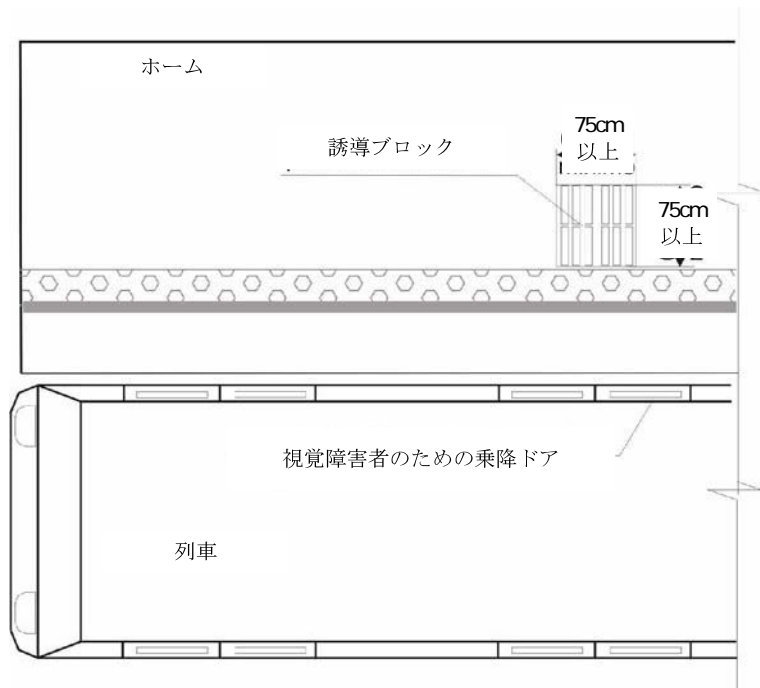 ホーム
75cm
以上
誘導ブロック
75cm
以上
視覚障害者のための乗降ドア
列車